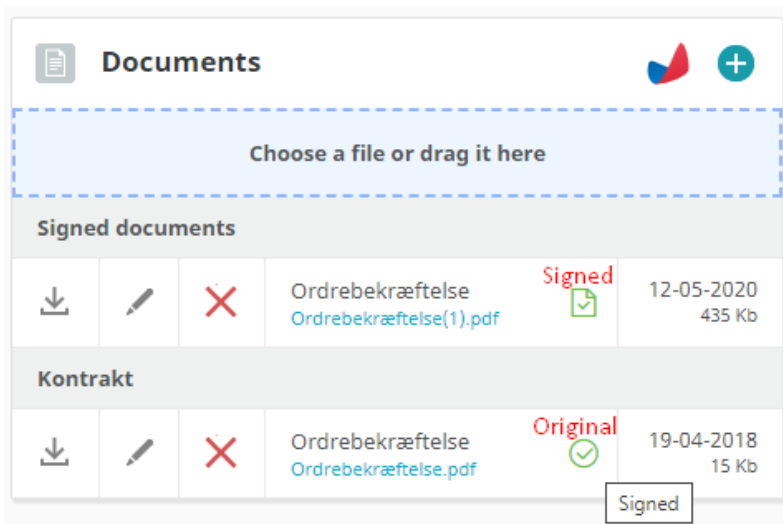 Documents
Choose a file or drag it here
Signed documents
Ordrebekræftelse
Ordrebekræftelse(1).pdf
Signed
12-05-2020
435 Kb
Kontrakt
Ordrebekræftelse
Ordrebekræftelse.pdf
Original
19-04-2018
15 Kb
Signed